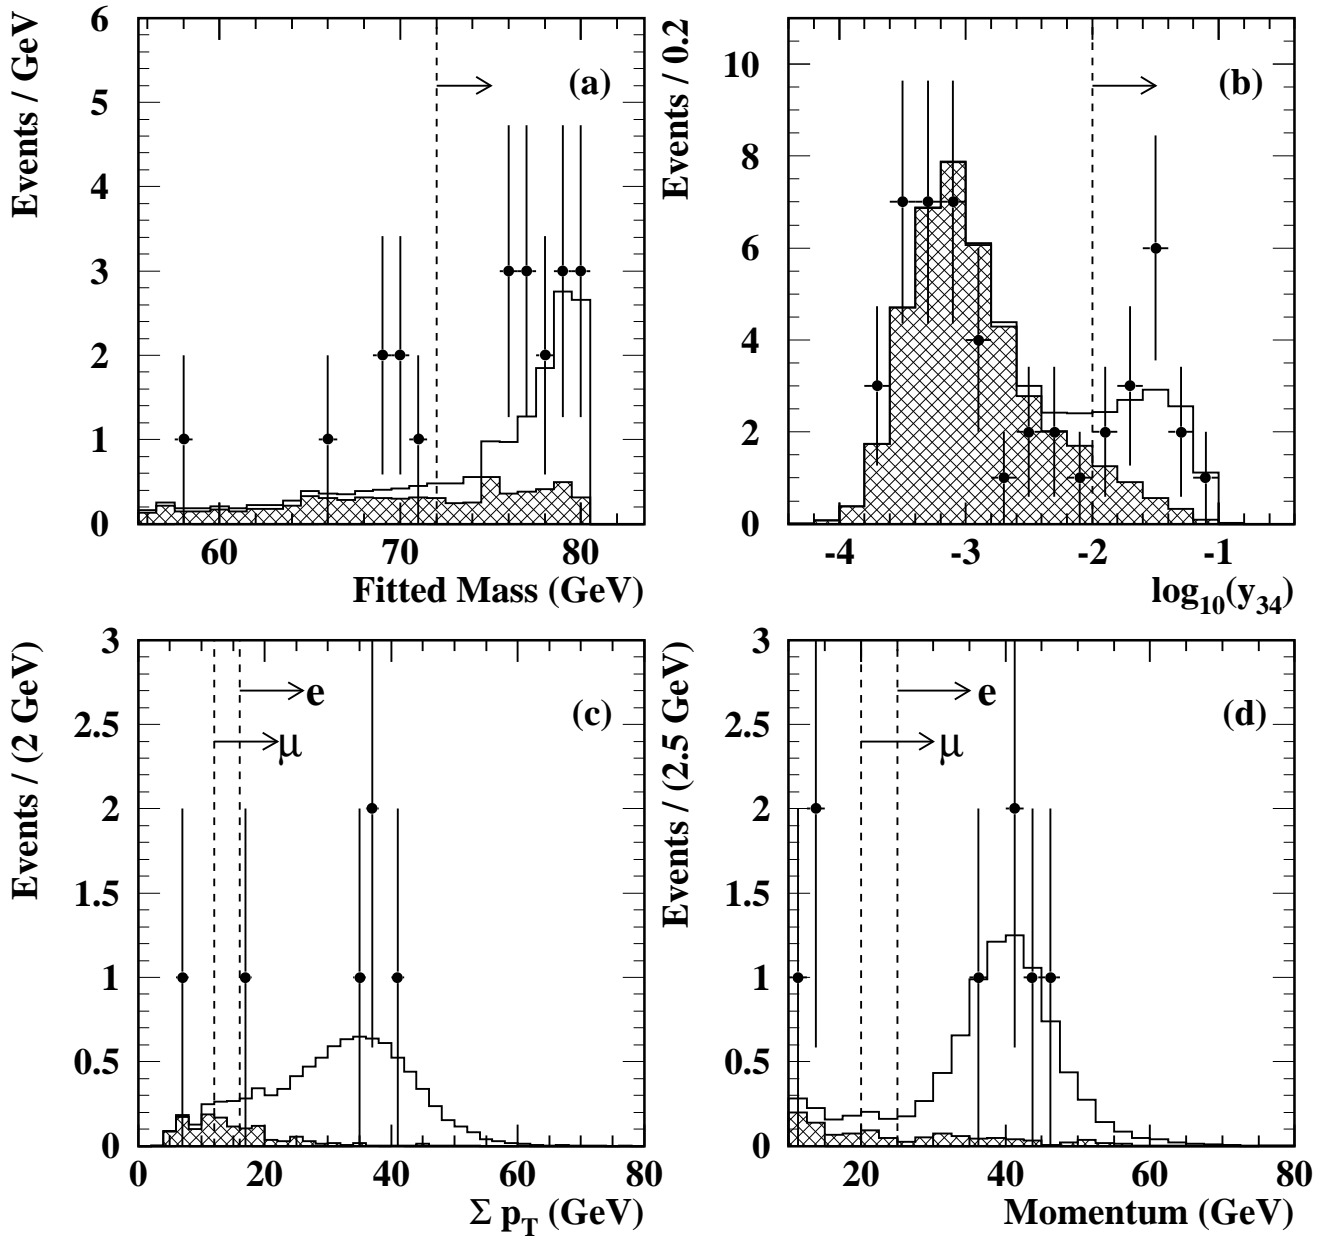 Events / GeV
6
5
4
3
2
1
0
60
70
80
Fitted Mass (GeV)
(a)
Events / 0.2
10
8
6
4
2
0
-4
-3
-2
-1
log10(y34)
(b)
Events / (2 GeV)
3
2.5
2
1.5
1
0.5
0
0
20
40
60
80
Σ pT (GeV)
e
μ
(c)
Events / (2.5 GeV)
3
2.5
2
1.5
1
0.5
0
20
40
60
80
Momentum (GeV)
e
μ
(d)